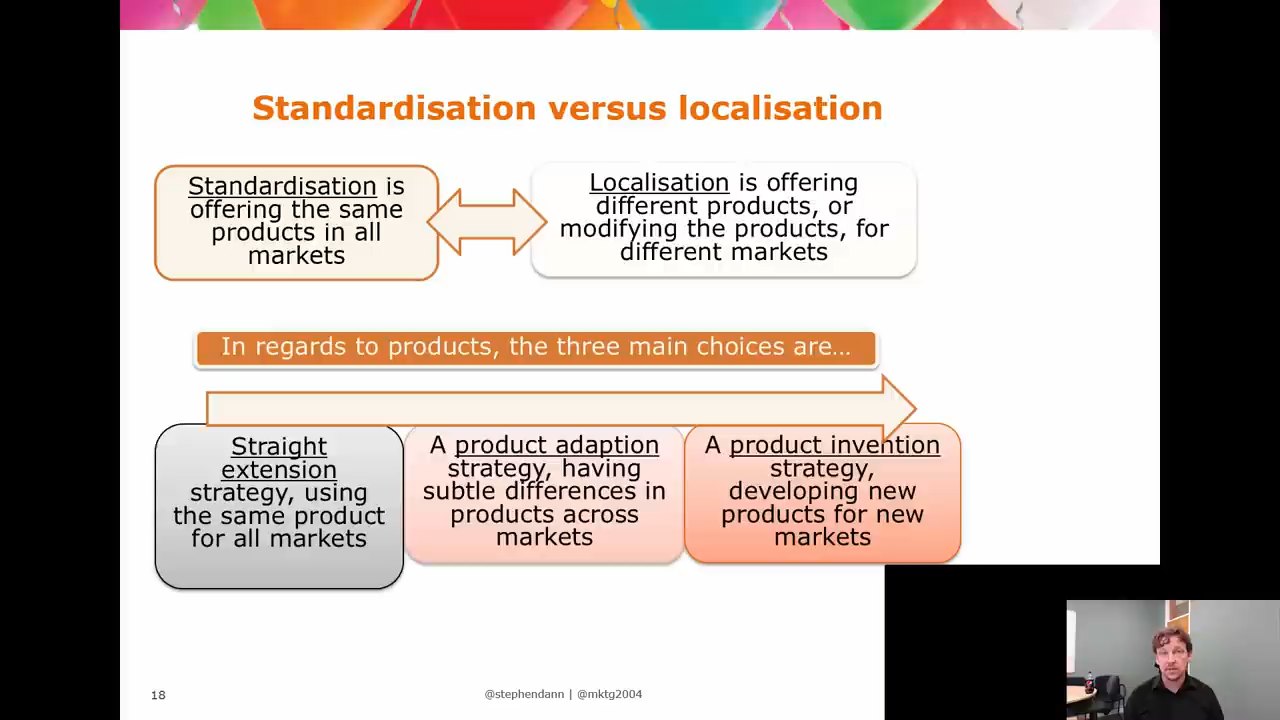 Standardisation versus localisation
Standardisation is
offering the same
products in all
markets
Localisation is offering
different products, or
modifying the products, for
different markets
In regards to products, the three main choices are…
Straight
extension
strategy, using
the same product
for all markets
A product adaption
strategy, having
subtle differences in
products across
markets
A product invention
strategy,
developing new
products for new
markets
18
@stephendann | @mktg2004